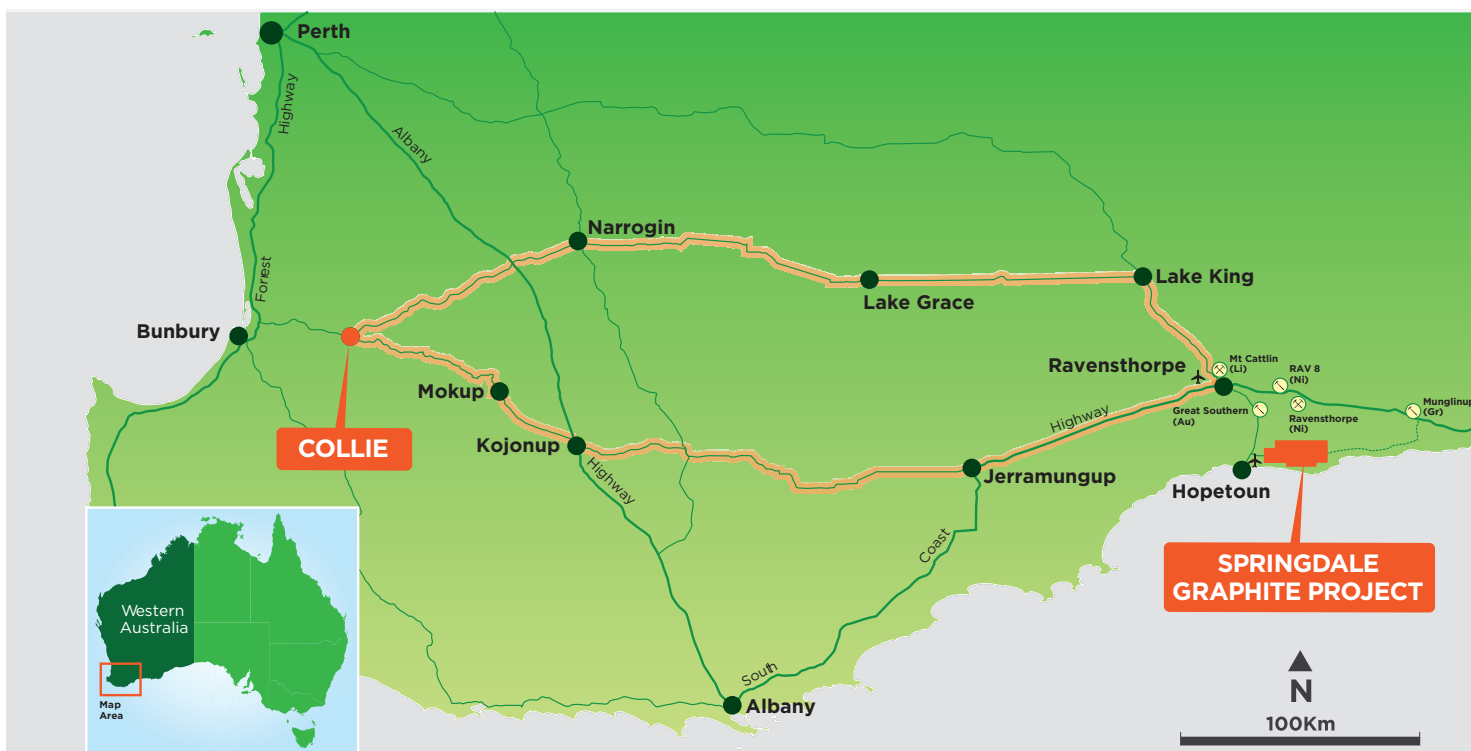 Perth
Highway
Albany
Narrogin
Lake King
Lake Grace
Forrest
Bunbury
Ravensthorpe
Mt Cattlin
(Li)
RAV 8
(Ni)
Munglinup
(Gr)
Mokup
Great Southern
(Au)
Ravensthorpe
(Ni)
Highway
COLLIE
Kojonup
Highway
Jerramungup
Hopetoun
Coast
SPRINGDALE
GRAPHITE PROJECT
Western
Australia
South
Albany
Map
Area
N
100Km